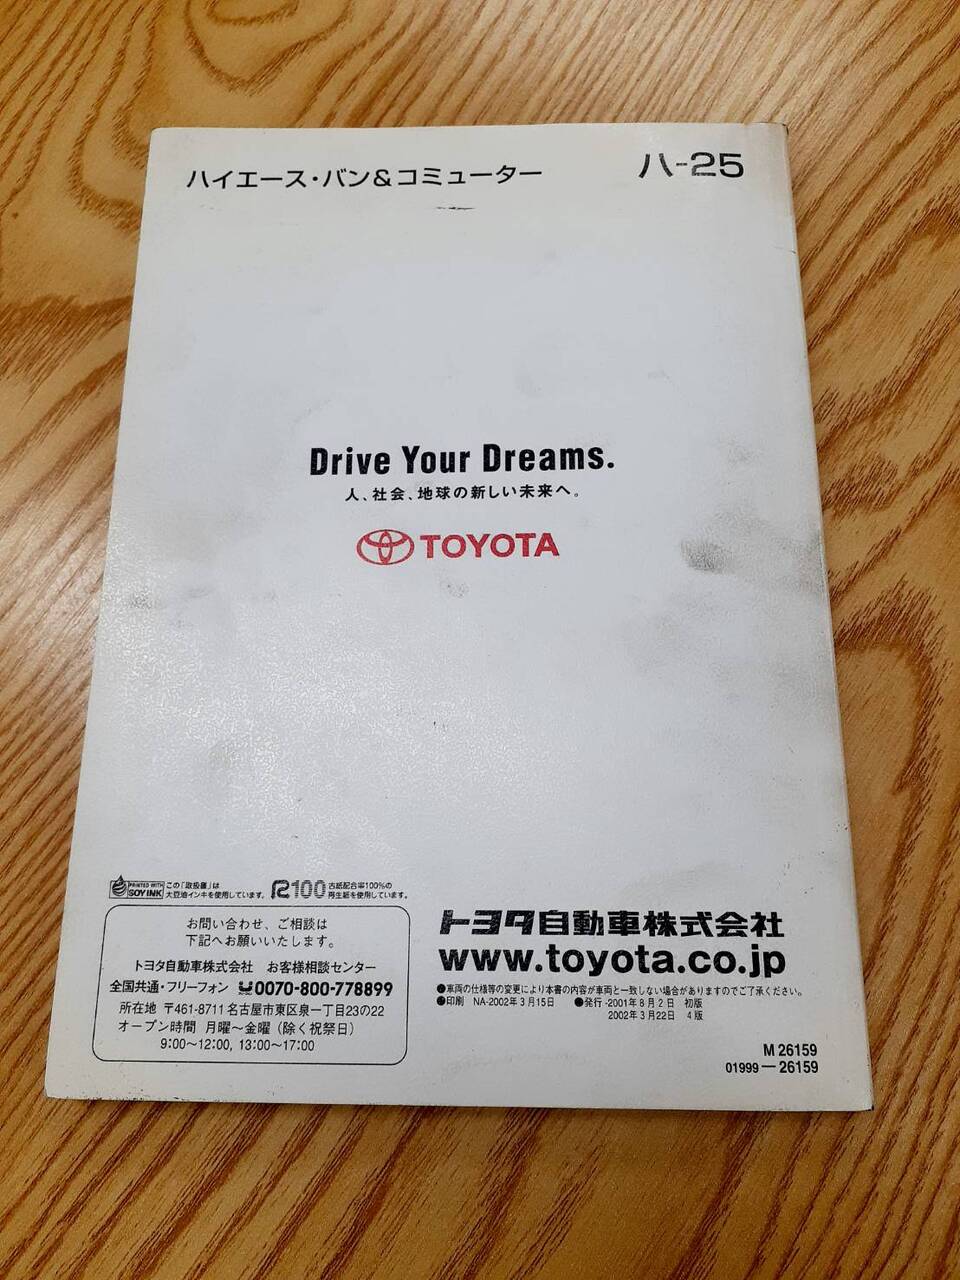 ハイエース・バン&コミューター ハ-25
Drive Your Dreams.
人、社会、地球の新しい未来へ。
TOYOTA
PRINTED WITH SOY INK
この「取扱書」は
大豆油インキを使用しています。
R100
古紙配合率100%の
再生紙を使用しています。
お問い合わせ、ご相談は
下記へお願いいたします。
トヨタ自動車株式会社 お客様相談センター
全国共通・フリーフォン 0070-800-778899
所在地 〒461-8711 名古屋市東区泉一丁目23の22
オープン時間 月曜〜金曜(除く祝祭日)
9:00〜12:00, 13:00〜17:00
トヨタ自動車株式会社
www.toyota.co.jp
●車両の仕様等の変更により本書の内容が車両と一致しない場合がありますのでご了承ください。
●印刷 NA-2002年3月15日 ●発行-2001年8月2日 初版
2002年3月22日 4版
M 26159
01999—26159